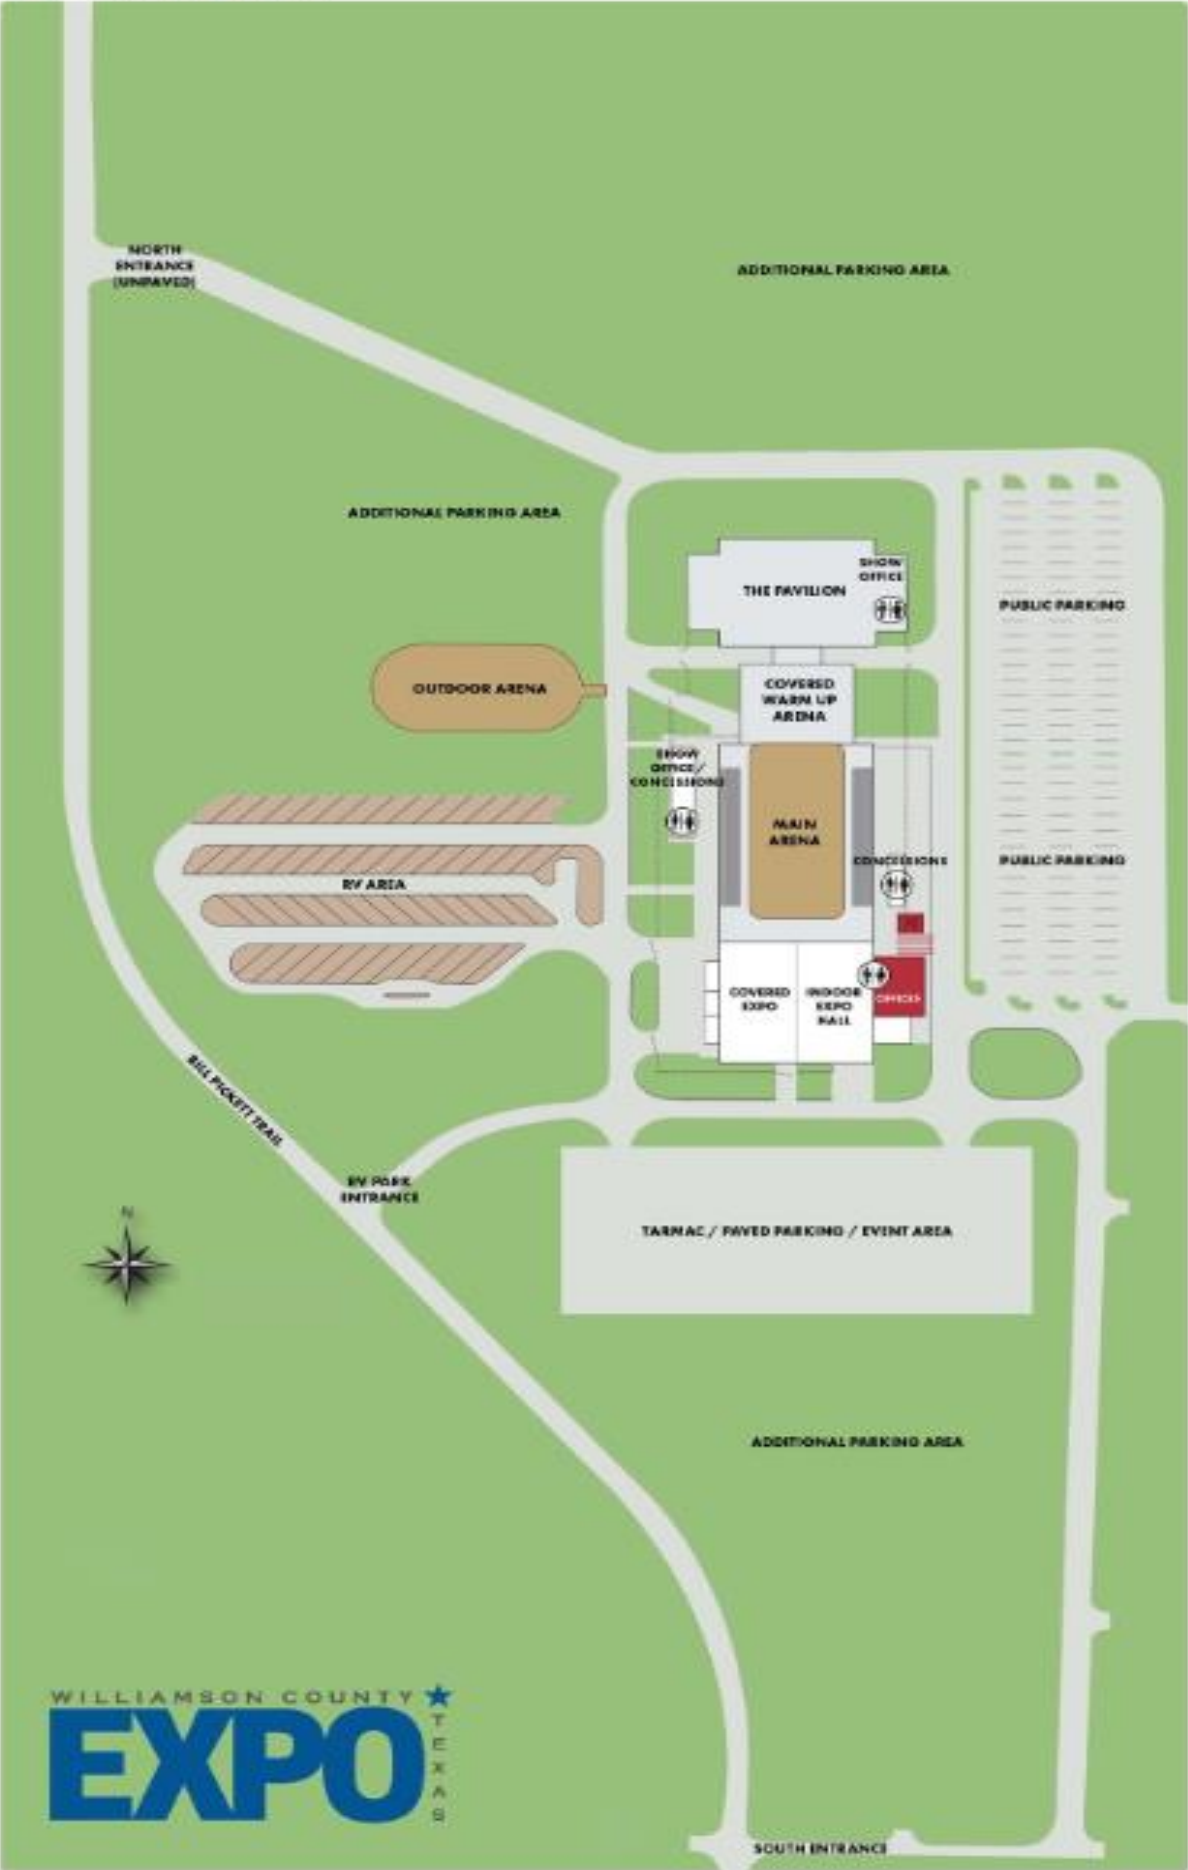 NORTH
ENTRANCE
(UNPAVED)
ADDITIONAL PARKING AREA
ADDITIONAL PARKING AREA
THE PAVILION
SHOW
OFFICE
PUBLIC PARKING
OUTDOOR ARENA
COVERED
WARM UP
ARENA
SHOW
OFFICE/
CONCESSIONS
MAIN
ARENA
CONCESSIONS
PUBLIC PARKING
RV AREA
COVERED
EXPO
INDOOR
EXPO
HALL
OFFICES
BILL PICKETT TRAIL
RV PARK
ENTRANCE
N
TARMAC / PAVED PARKING / EVENT AREA
ADDITIONAL PARKING AREA
WILLIAMSON COUNTY
EXPO
TEXAS
SOUTH ENTRANCE